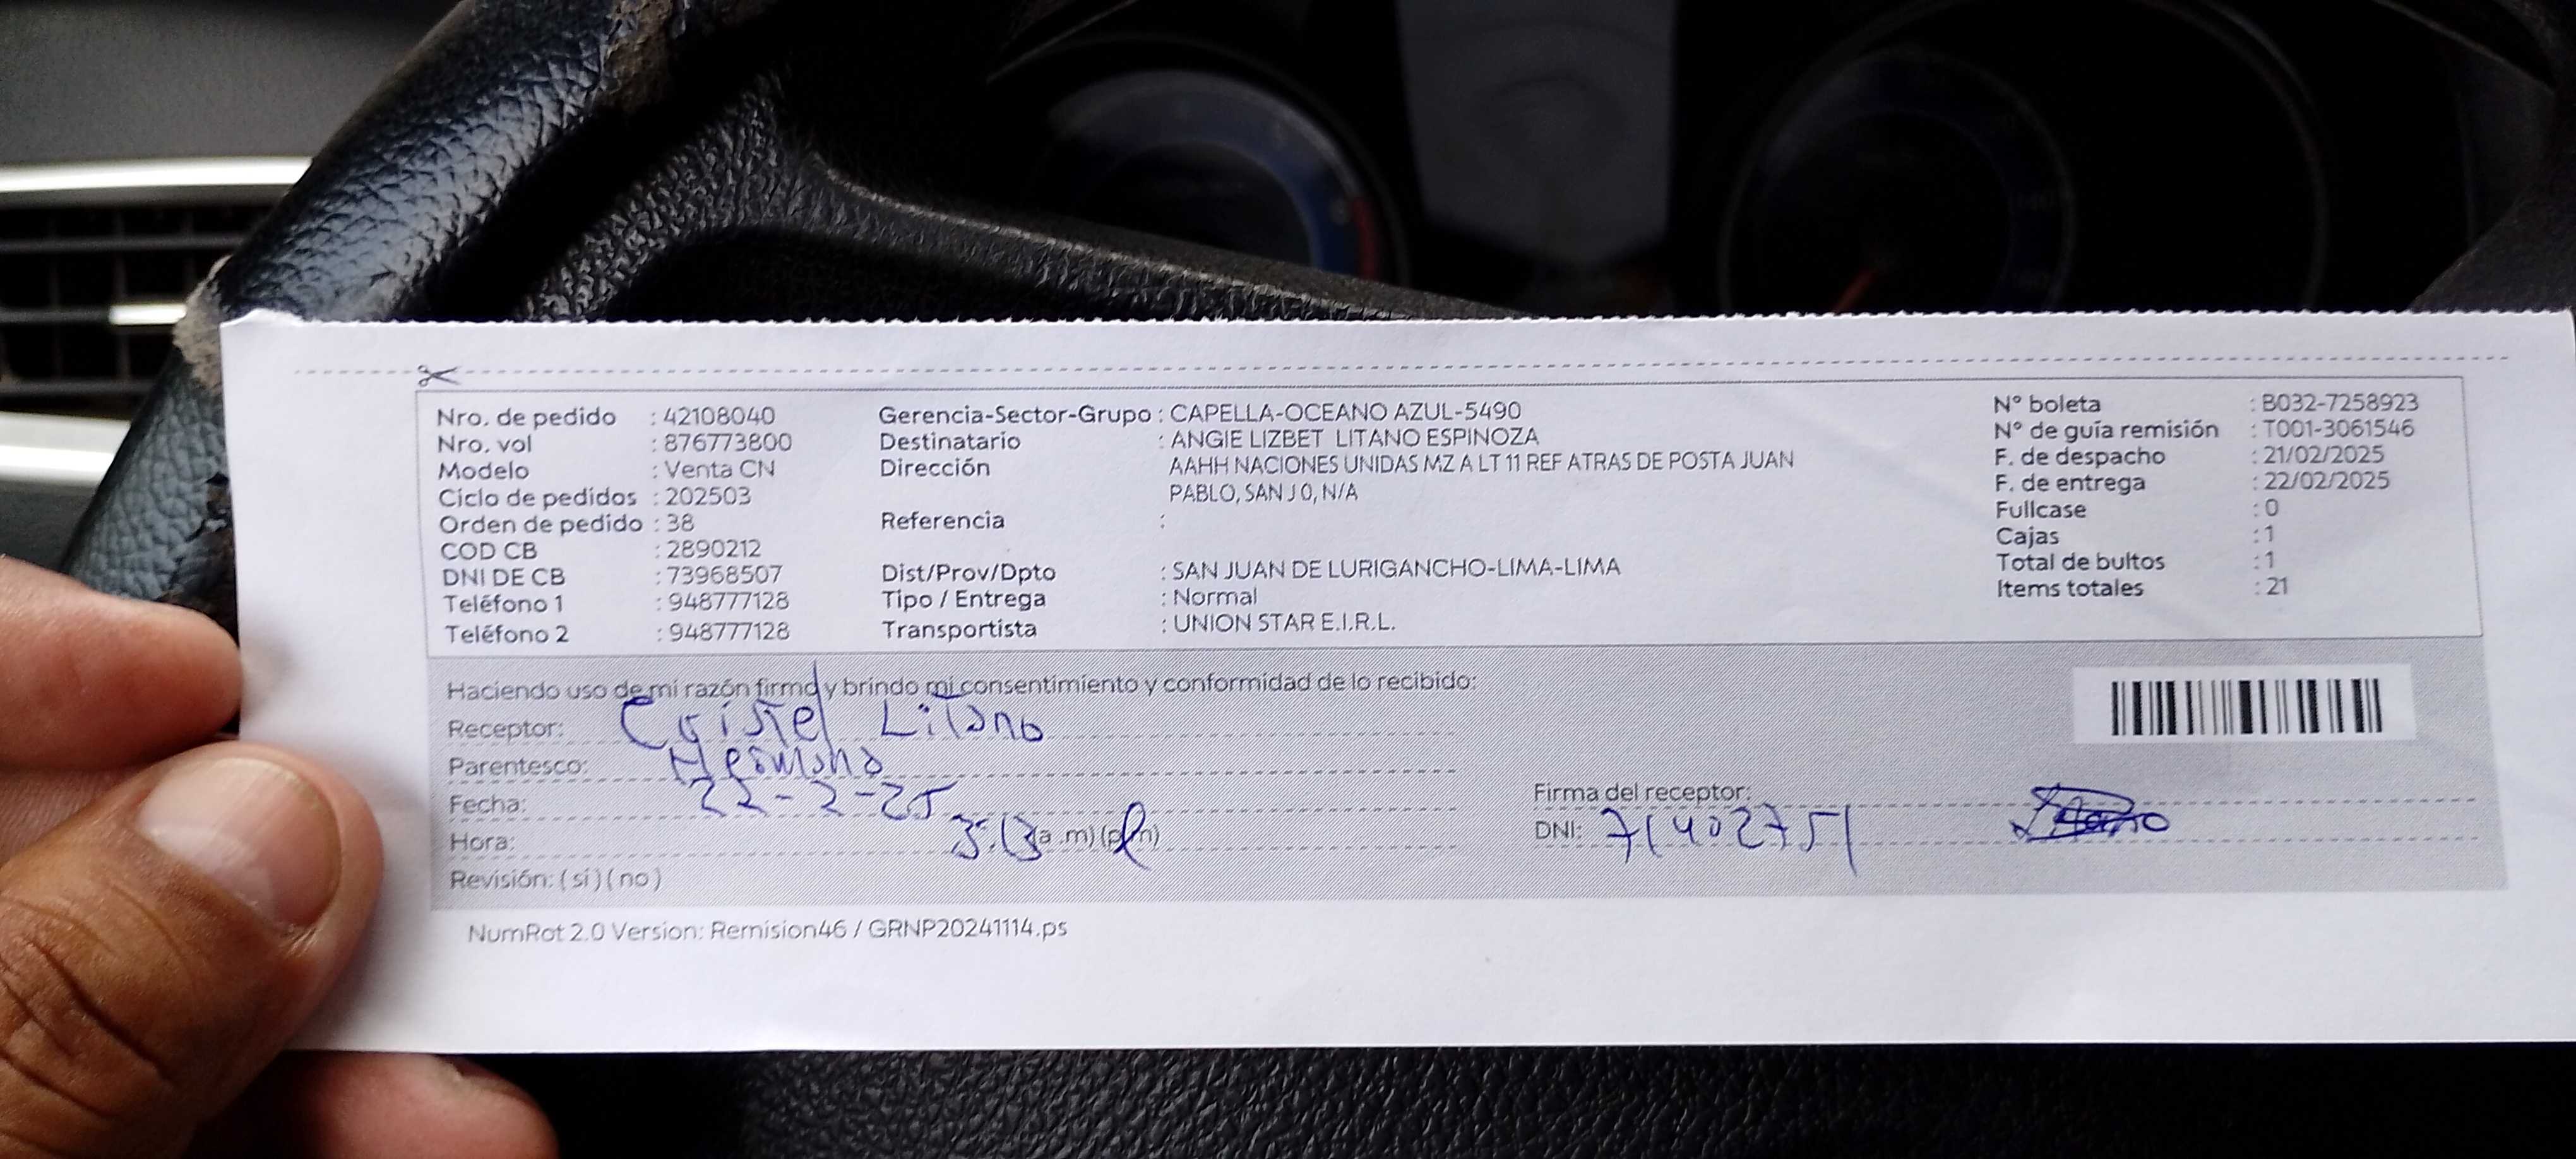 Nro. de pedido : 42108040
Nro. vol : 876773800
Modelo : Venta CN
Ciclo de pedidos : 202503
Orden de pedido : 38
COD CB : 2890212
DNI DE CB : 73968507
Teléfono 1 : 948777128
Teléfono 2 : 948777128
Gerencia-Sector-Grupo : CAPELLA-OCEANO AZUL-5490
Destinatario : ANGIE LIZBET LITANO ESPINOZA
Dirección AAHH NACIONES UNIDAS MZ A LT 11 REF ATRAS DE POSTA JUAN
PABLO, SAN J 0, N/A
Referencia :
Dist/Prov/Dpto : SAN JUAN DE LURIGANCHO-LIMA-LIMA
Tipo / Entrega : Normal
Transportista : UNION STAR E.I.R.L.
N° boleta : B032-7258923
N° de guía remisión : T001-3061546
F. de despacho : 21/02/2025
F. de entrega : 22/02/2025
Fullcase : 0
Cajas : 1
Total de bultos : 1
Items totales : 21
Haciendo uso de mi razón firmo y brindo mi consentimiento y conformidad de lo recibido:
Receptor: Cristel Litano
Parentesco: Hermana
Fecha: 22-2-25
Hora: 3:13 (a.m) (p.m)
Revisión: (si) (no)
Firma del receptor: Litano
DNI: 71402751
NumRot 2.0 Version: Remision46 / GRNP20241114.ps